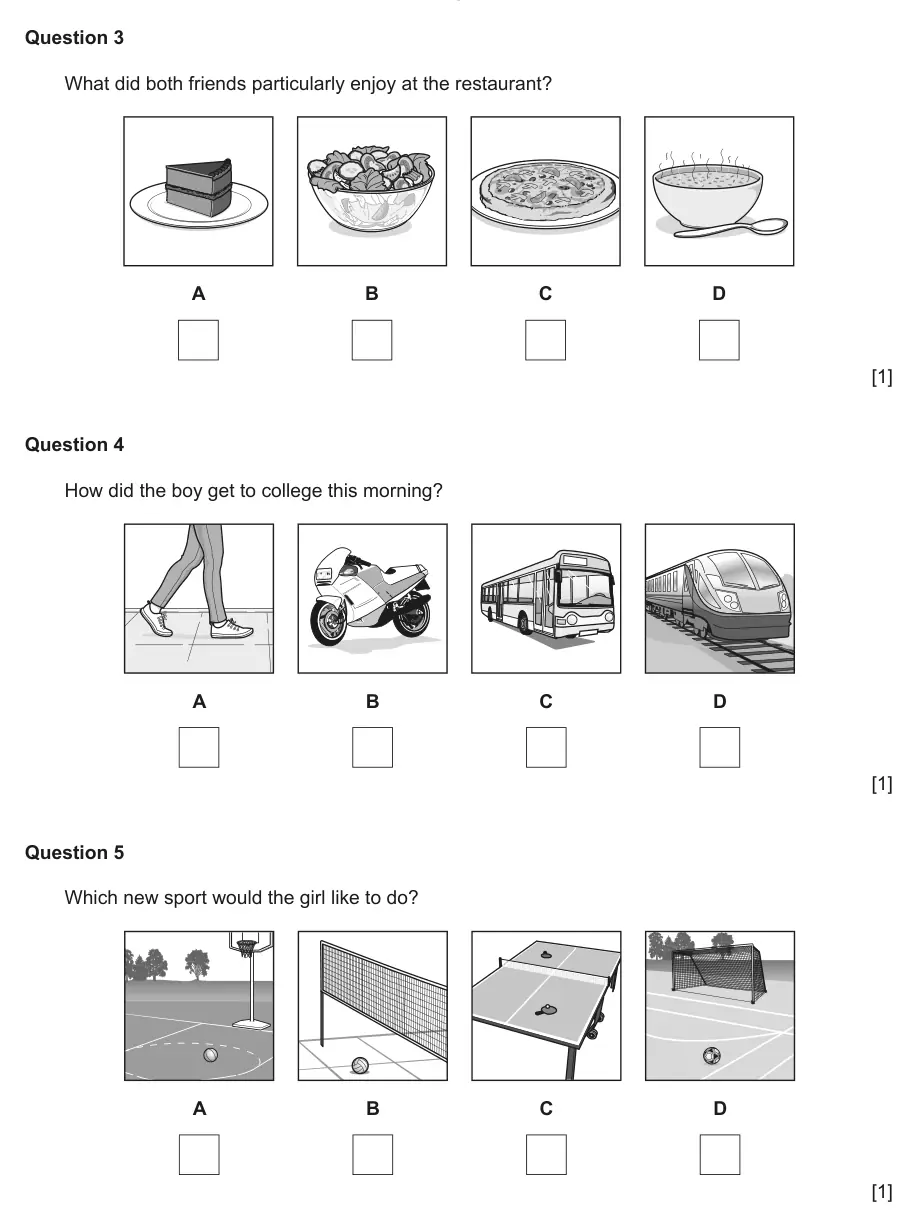 Question 3
What did both friends particularly enjoy at the restaurant?
A B C D
[1]
Question 4
How did the boy get to college this morning?
A B C D
[1]
Question 5
Which new sport would the girl like to do?
A B C D
[1]